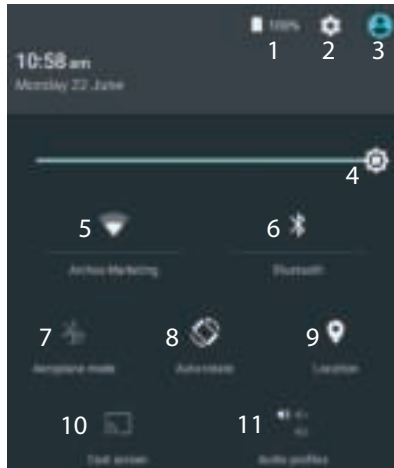 100%
1 2 3
10:58 am
Monday 22 June
4
5 6
Archos Marketing Bluetooth
7 8 9
Aeroplane mode Auto-rotate Location
10 11
Cast screen Audio profiles